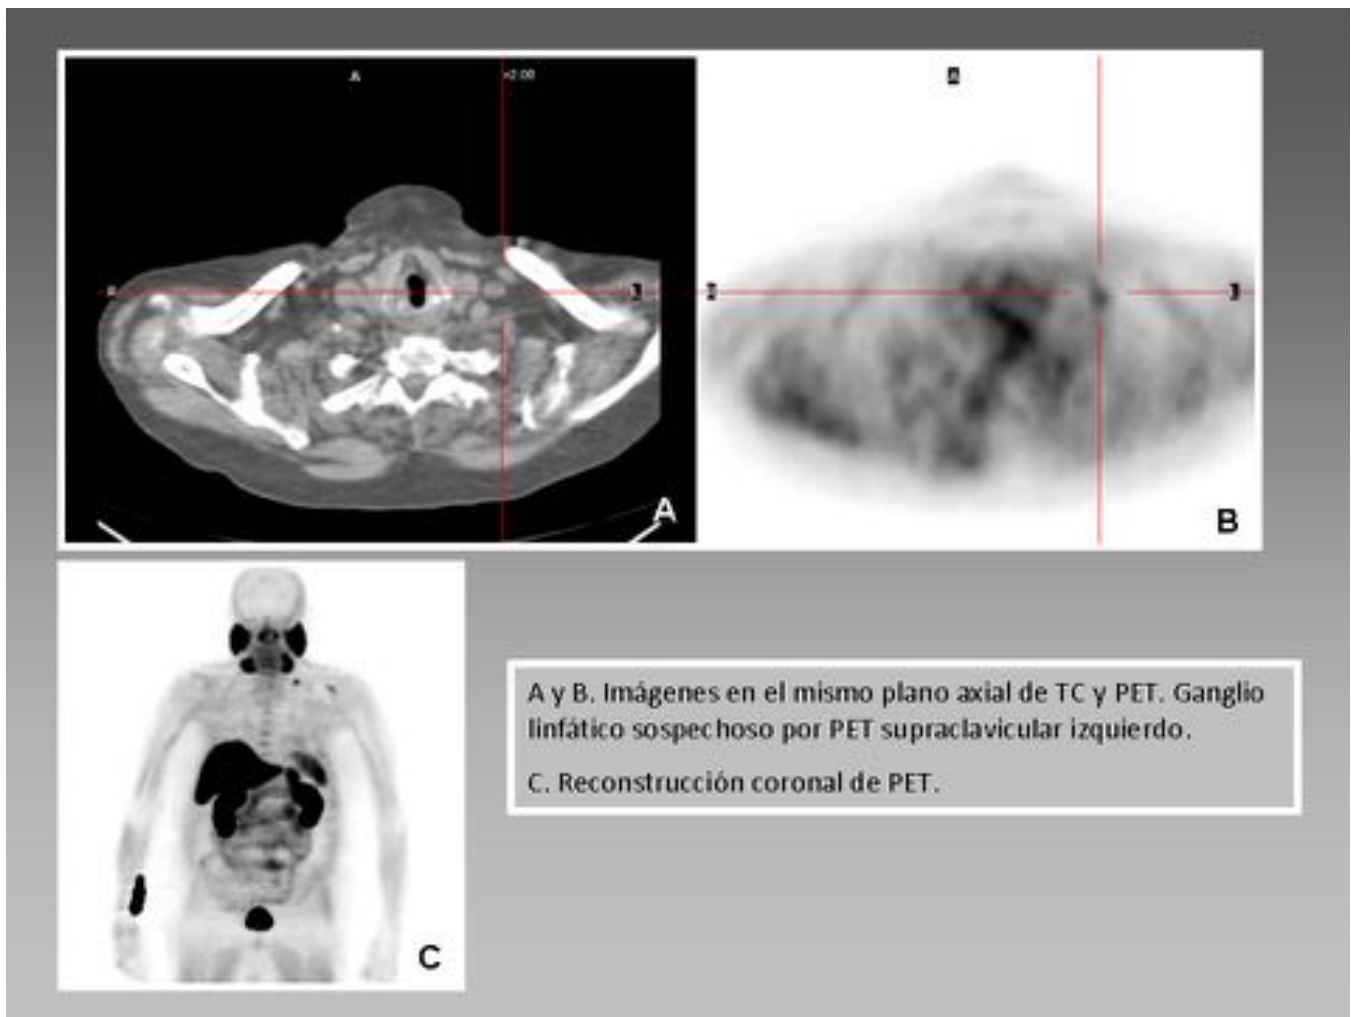 A
A
A
B
A y B. Imágenes en el mismo plano axial de TC y PET. Ganglio
linfático sospechoso por PET supraclavicular izquierdo.
C. Reconstrucción coronal de PET.
C